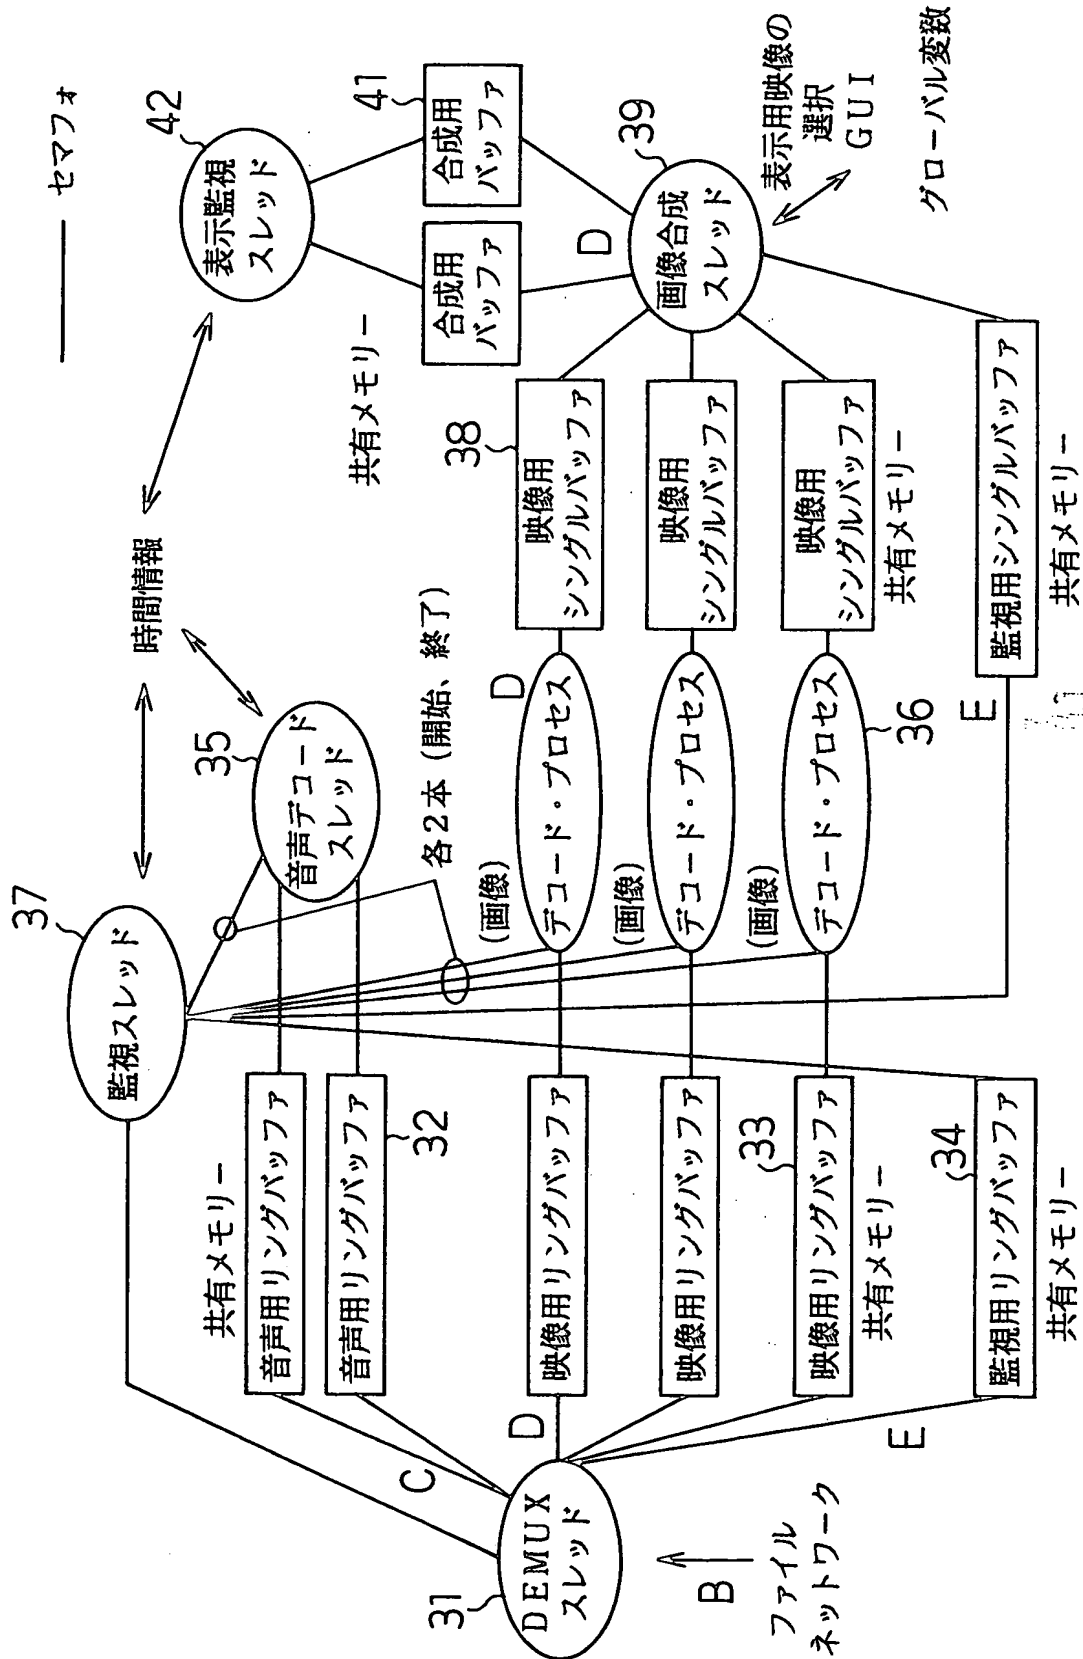 セマフォ
42
表示監視
スレッド
時間情報
37
監視スレッド
35
音声デコード
スレッド
共有メモリー
合成用
バッファ
合成用
バッファ
41
共有メモリー
音声用リングバッファ
音声用リングバッファ
32
各2本(開始、終了)
D
39
画像合成
スレッド
表示用映像の
選択
GUI
グローバル変数
C
31
DEMUX
スレッド
B
ファイル
ネットワーク
D
映像用リングバッファ
(画像)
デコード・プロセス
D
38
映像用
シングルバッファ
映像用リングバッファ
(画像)
デコード・プロセス
映像用
シングルバッファ
33
映像用リングバッファ
共有メモリー
(画像)
デコード・プロセス
36
映像用
シングルバッファ
共有メモリー
E
34
監視用リングバッファ
共有メモリー
E
監視用シングルバッファ
共有メモリー